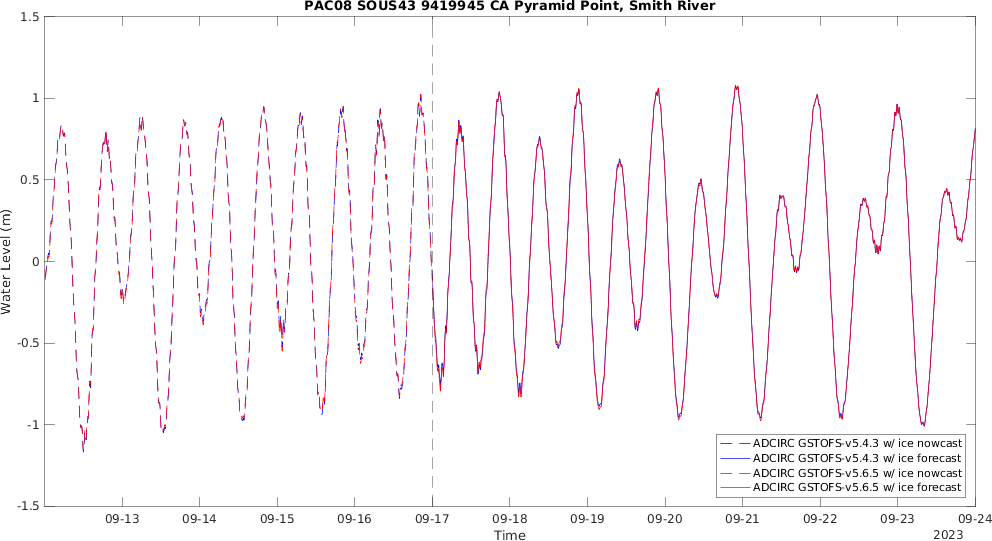 PAC08 SOUS43 9419945 CA Pyramid Point, Smith River
1.5
1
0.5
0
-0.5
-1
-1.5
Water Level (m)
09-13 09-14 09-15 09-16 09-17 09-18 09-19 09-20 09-21 09-22 09-23 09-24
Time
2023
ADCIRC GSTOFS-v5.4.3 w/ ice nowcast
ADCIRC GSTOFS-v5.4.3 w/ ice forecast
ADCIRC GSTOFS-v5.6.5 w/ ice nowcast
ADCIRC GSTOFS-v5.6.5 w/ ice forecast